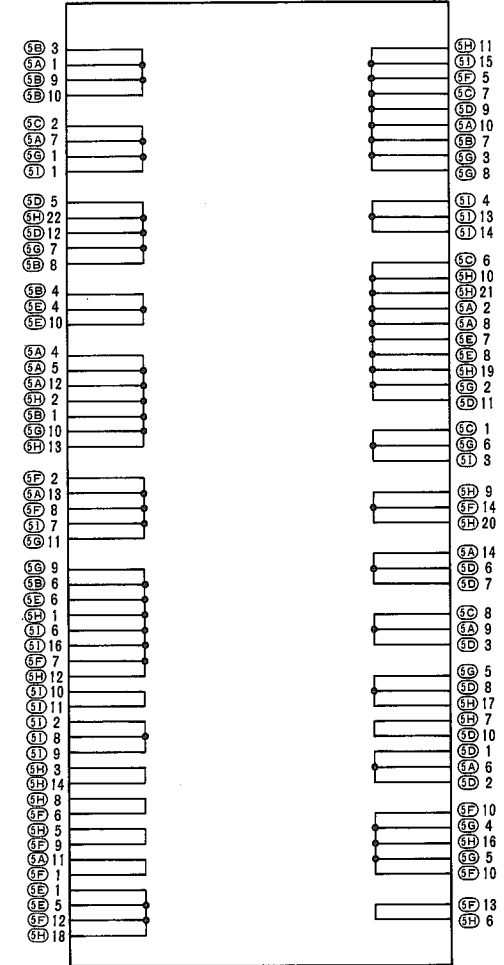 5B 3
5A 1
5B 9
5B 10
5C 2
5A 7
5G 1
5I 1
5D 5
5H 22
5D 12
5G 7
5B 8
5B 4
5E 4
5E 10
5A 4
5A 5
5A 12
5H 2
5B 1
5G 10
5H 13
5F 2
5A 13
5F 8
5I 7
5G 11
5G 9
5B 6
5E 6
5H 1
5I 6
5I 16
5F 7
5H 12
5I 10
5I 11
5I 2
5I 8
5I 9
5H 3
5H 14
5H 8
5F 6
5H 5
5F 9
5A 11
5F 1
5E 1
5E 5
5F 12
5H 18
5H 11
5I 15
5F 5
5C 7
5D 9
5A 10
5B 7
5G 3
5G 8
5I 4
5I 13
5I 14
5C 6
5H 10
5H 21
5A 2
5A 8
5E 7
5E 8
5H 19
5G 2
5D 11
5C 1
5G 6
5I 3
5H 9
5F 14
5H 20
5A 14
5D 6
5D 7
5C 8
5A 9
5D 3
5G 5
5D 8
5H 17
5H 7
5D 10
5D 1
5A 6
5D 2
5F 10
5G 4
5H 16
5G 5
5F 10
5F 13
5H 6